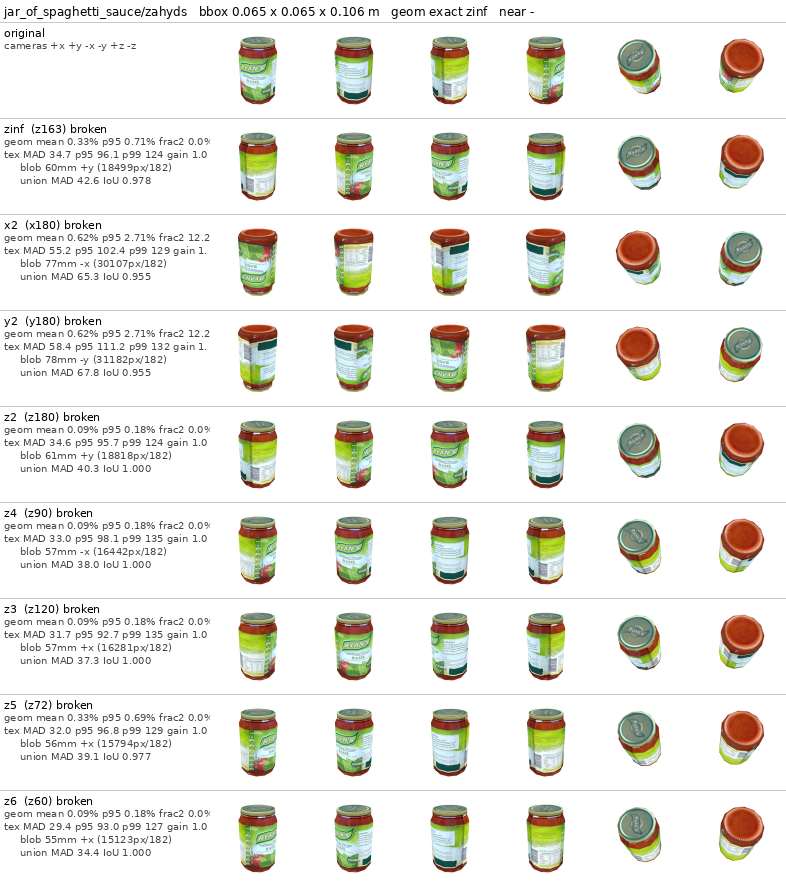 jar_of_spaghetti_sauce/zahyds bbox 0.065 x 0.065 x 0.106 m geom exact zinf near -
original
cameras +x +y -x -y +z -z
zinf (z163) broken
geom mean 0.33% p95 0.71% frac2 0.0%
tex MAD 34.7 p95 96.1 p99 124 gain 1.0
blob 60mm +y (18499px/182)
union MAD 42.6 IoU 0.978
x2 (x180) broken
geom mean 0.62% p95 2.71% frac2 12.2
tex MAD 55.2 p95 102.4 p99 129 gain 1.
blob 77mm -x (30107px/182)
union MAD 65.3 IoU 0.955
y2 (y180) broken
geom mean 0.62% p95 2.71% frac2 12.2
tex MAD 58.4 p95 111.2 p99 132 gain 1.
blob 78mm -y (31182px/182)
union MAD 67.8 IoU 0.955
z2 (z180) broken
geom mean 0.09% p95 0.18% frac2 0.0%
tex MAD 34.6 p95 95.7 p99 124 gain 1.0
blob 61mm +y (18818px/182)
union MAD 40.3 IoU 1.000
z4 (z90) broken
geom mean 0.09% p95 0.18% frac2 0.0%
tex MAD 33.0 p95 98.1 p99 135 gain 1.0
blob 57mm -x (16442px/182)
union MAD 38.0 IoU 1.000
z3 (z120) broken
geom mean 0.09% p95 0.18% frac2 0.0%
tex MAD 31.7 p95 92.7 p99 135 gain 1.0
blob 57mm +x (16281px/182)
union MAD 37.3 IoU 1.000
z5 (z72) broken
geom mean 0.33% p95 0.69% frac2 0.0%
tex MAD 32.0 p95 96.8 p99 129 gain 1.0
blob 56mm +x (15794px/182)
union MAD 39.1 IoU 0.977
z6 (z60) broken
geom mean 0.09% p95 0.18% frac2 0.0%
tex MAD 29.4 p95 93.0 p99 127 gain 1.0
blob 55mm +x (15123px/182)
union MAD 34.4 IoU 1.000